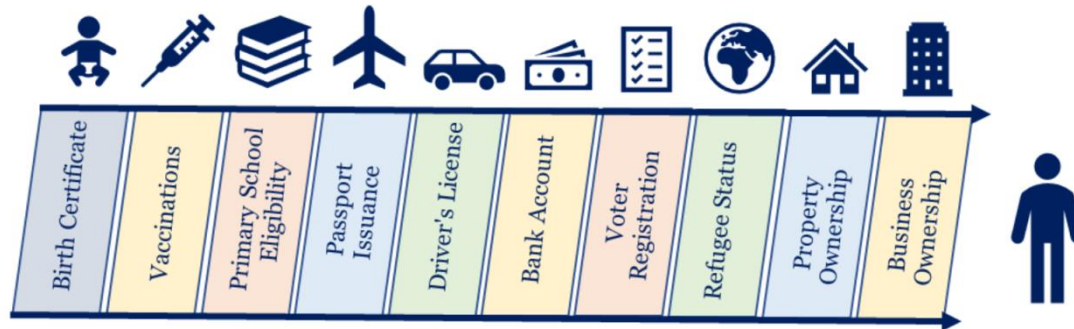 Birth Certificate
Vaccinations
Primary School
Eligibility
Passport
Issuance
Driver's License
Bank Account
Voter
Registration
Refugee Status
Property
Ownership
Business
Ownership